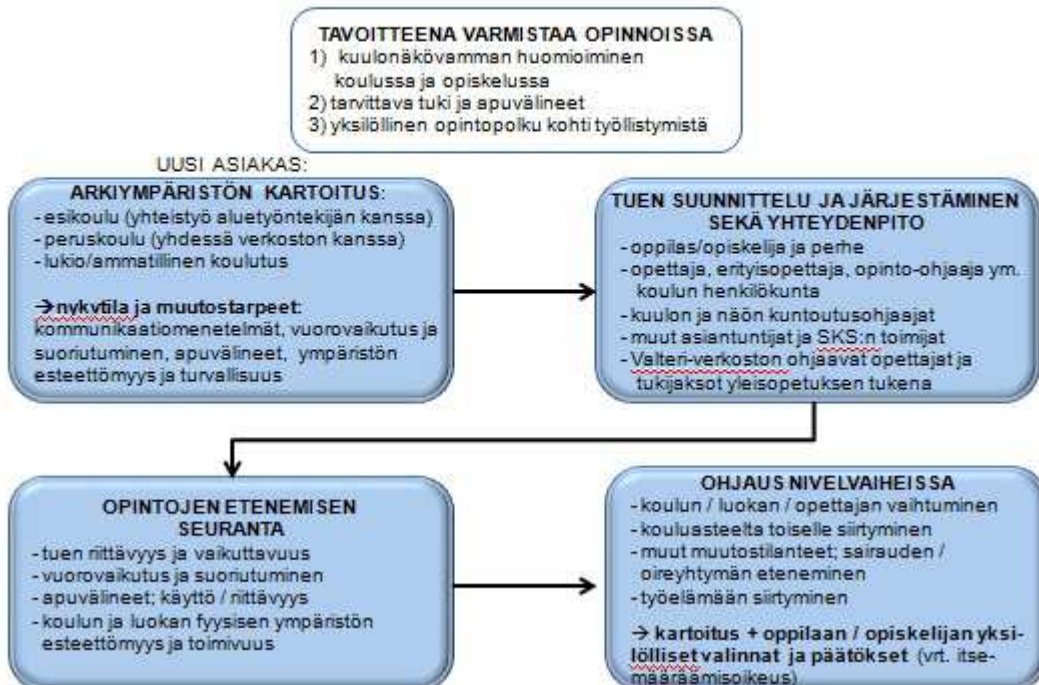 TAVOITTEENA VARMISTAA OPINNOISSA
1) kuulonäkövamman huomioiminen
koulussa ja opiskelussa
2) tarvittava tuki ja apuvälineet
3) yksilöllinen opintopolku kohti työllistymistä
UUSI ASIAKAS:
ARKIYMPÄRISTÖN KARTOITUS:
- esikoulu (yhteistyö aluetyöntekijän kanssa)
- peruskoulu (yhdessä verkoston kanssa)
- lukio/ammatillinen koulutus
→ nykytila ja muutostarpeet:
kommunikaatiomenetelmät, vuorovaikutus ja
suoriutuminen, apuvälineet, ympäristön
esteettömyys ja turvallisuus
TUEN SUUNNITTELU JA JÄRJESTÄMINEN
SEKÄ YHTEYDENPITO
- oppilas/opiskelija ja perhe
- opettaja, erityisopettaja, opinto-ohjaaja ym.
koulun henkilökunta
- kuulon ja näön kuntoutusohjaajat
- muut asiantuntijat ja SKS:n toimijat
- Valteri-verkoston ohjaavat opettajat ja
tukijaksot yleisopetuksen tukena
OPINTOJEN ETENEMISEN
SEURANTA
- tuen riittävyys ja vaikuttavuus
- vuorovaikutus ja suoriutuminen
- apuvälineet; käyttö / riittävyys
- koulun ja luokan fyysisen ympäristön
esteettömyys ja toimivuus
OHJAUS NIVELVAIHEISSA
- koulun / luokan / opettajan vaihtuminen
- kouluasteelta toiselle siirtyminen
- muut muutostilanteet; sairauden /
oireyhtymän eteneminen
- työelämään siirtyminen
→ kartoitus + oppilaan / opiskelijan yksi-
lölliset valinnat ja päätökset (vrt. itse-
määräämisoikeus)